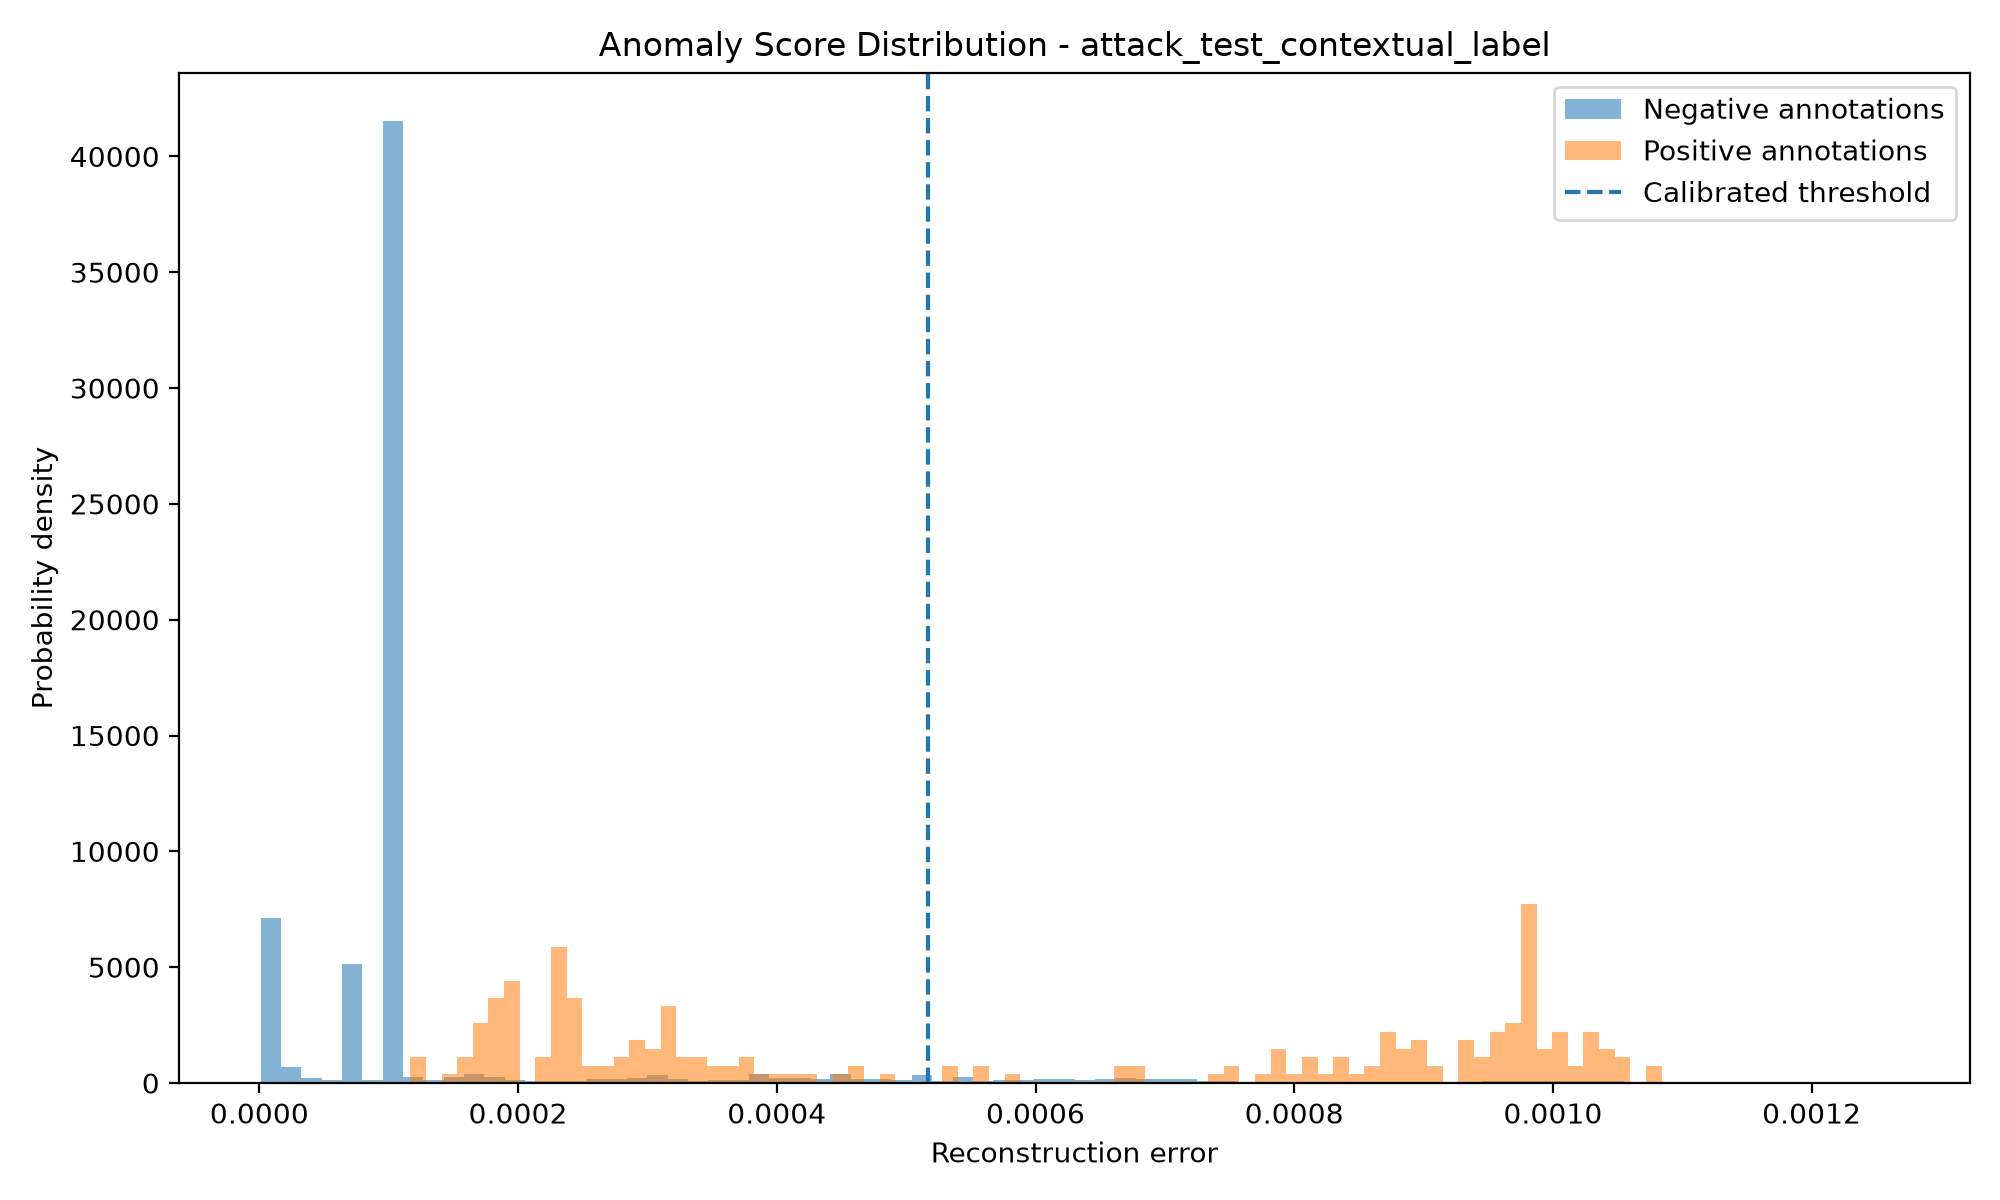 Anomaly Score Distribution - attack_test_contextual_label
Negative annotations
Positive annotations
Calibrated threshold
Probability density
40000
35000
30000
25000
20000
15000
10000
5000
0
0.0000 0.0002 0.0004 0.0006 0.0008 0.0010 0.0012
Reconstruction error